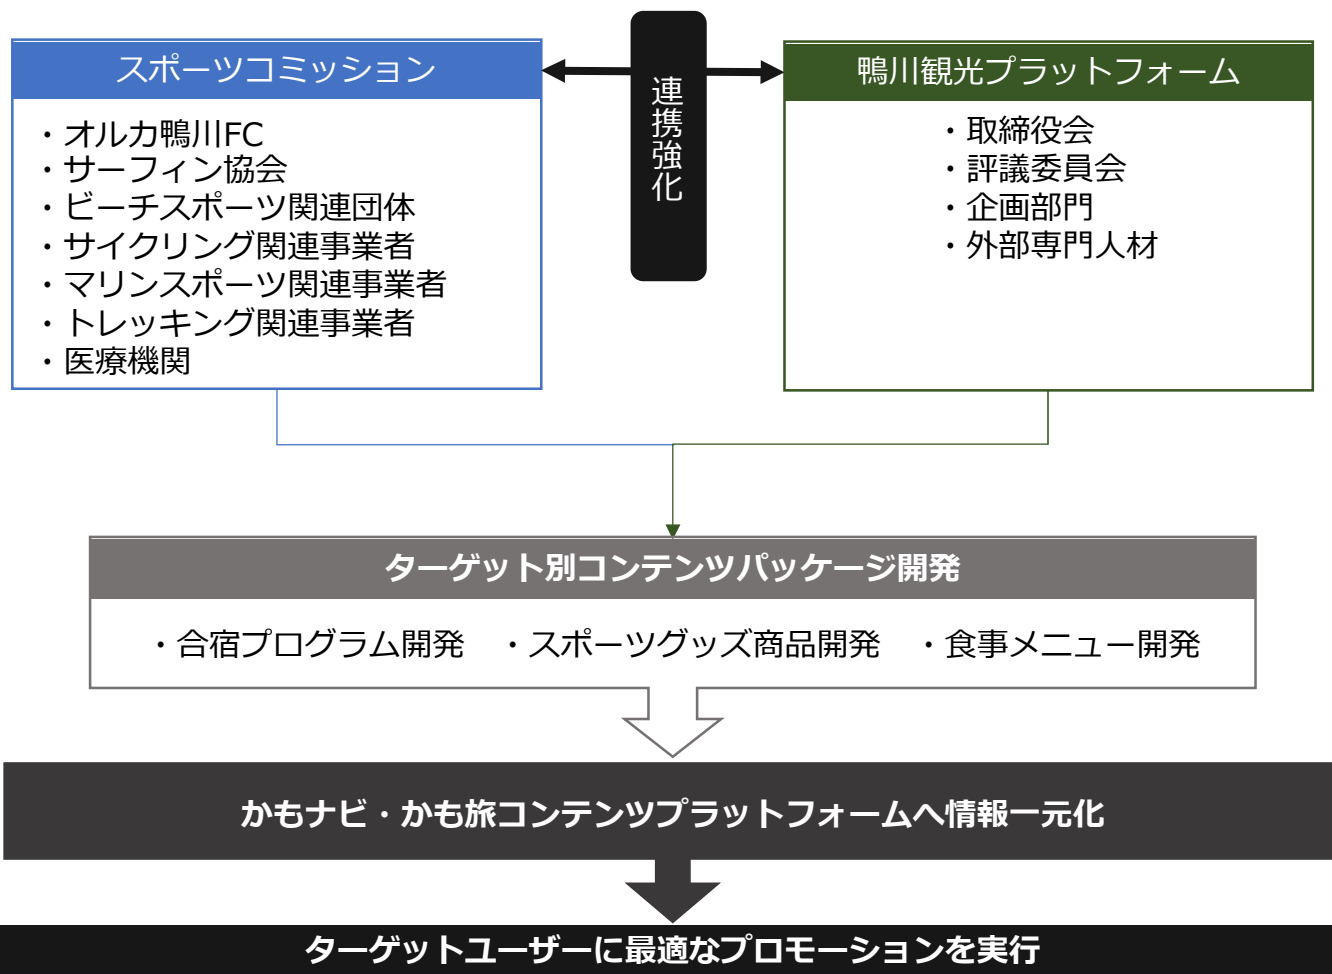 スポーツコミッション
・オルカ鴨川FC
・サーフィン協会
・ビーチスポーツ関連団体
・サイクリング関連事業者
・マリンスポーツ関連事業者
・トレッキング関連事業者
・医療機関
連携強化
鴨川観光プラットフォーム
・取締役会
・評議委員会
・企画部門
・外部専門人材
ターゲット別コンテンツパッケージ開発
・合宿プログラム開発　・スポーツグッズ商品開発　・食事メニュー開発
かもナビ・かも旅コンテンツプラットフォームへ情報一元化
ターゲットユーザーに最適なプロモーションを実行